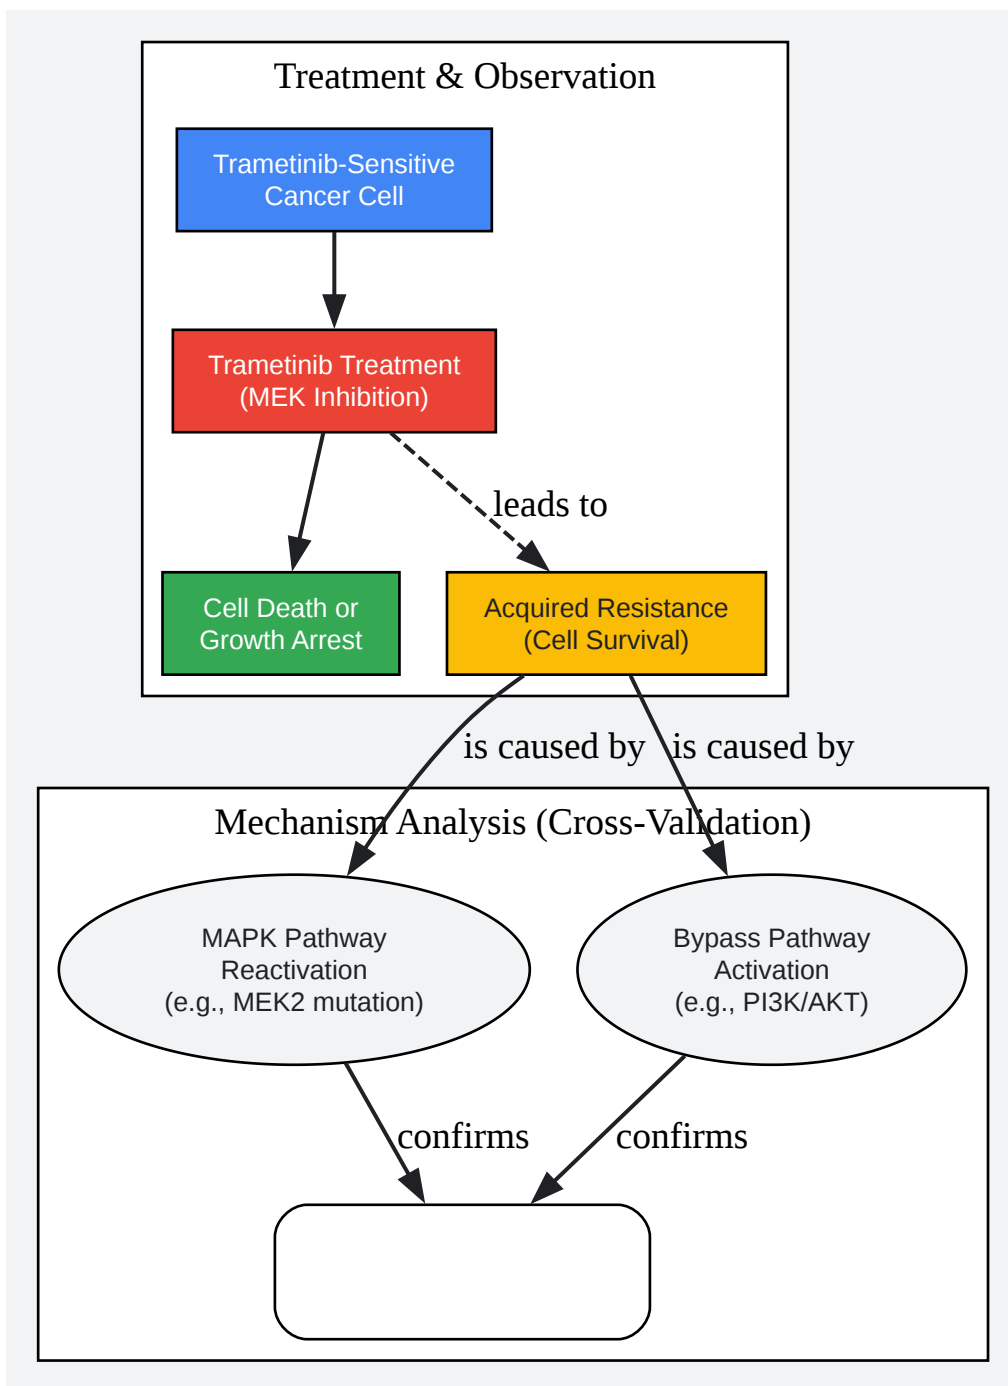 Treatment & Observation
Trametinib-Sensitive
Cancer Cell
Trametinib Treatment
(MEK Inhibition)
leads to
Cell Death or
Growth Arrest
Acquired Resistance
(Cell Survival)
is caused by
is caused by
Mechanism Analysis (Cross-Validation)
MAPK Pathway
Reactivation
(e.g., MEK2 mutation)
Bypass Pathway
Activation
(e.g., PI3K/AKT)
confirms
confirms